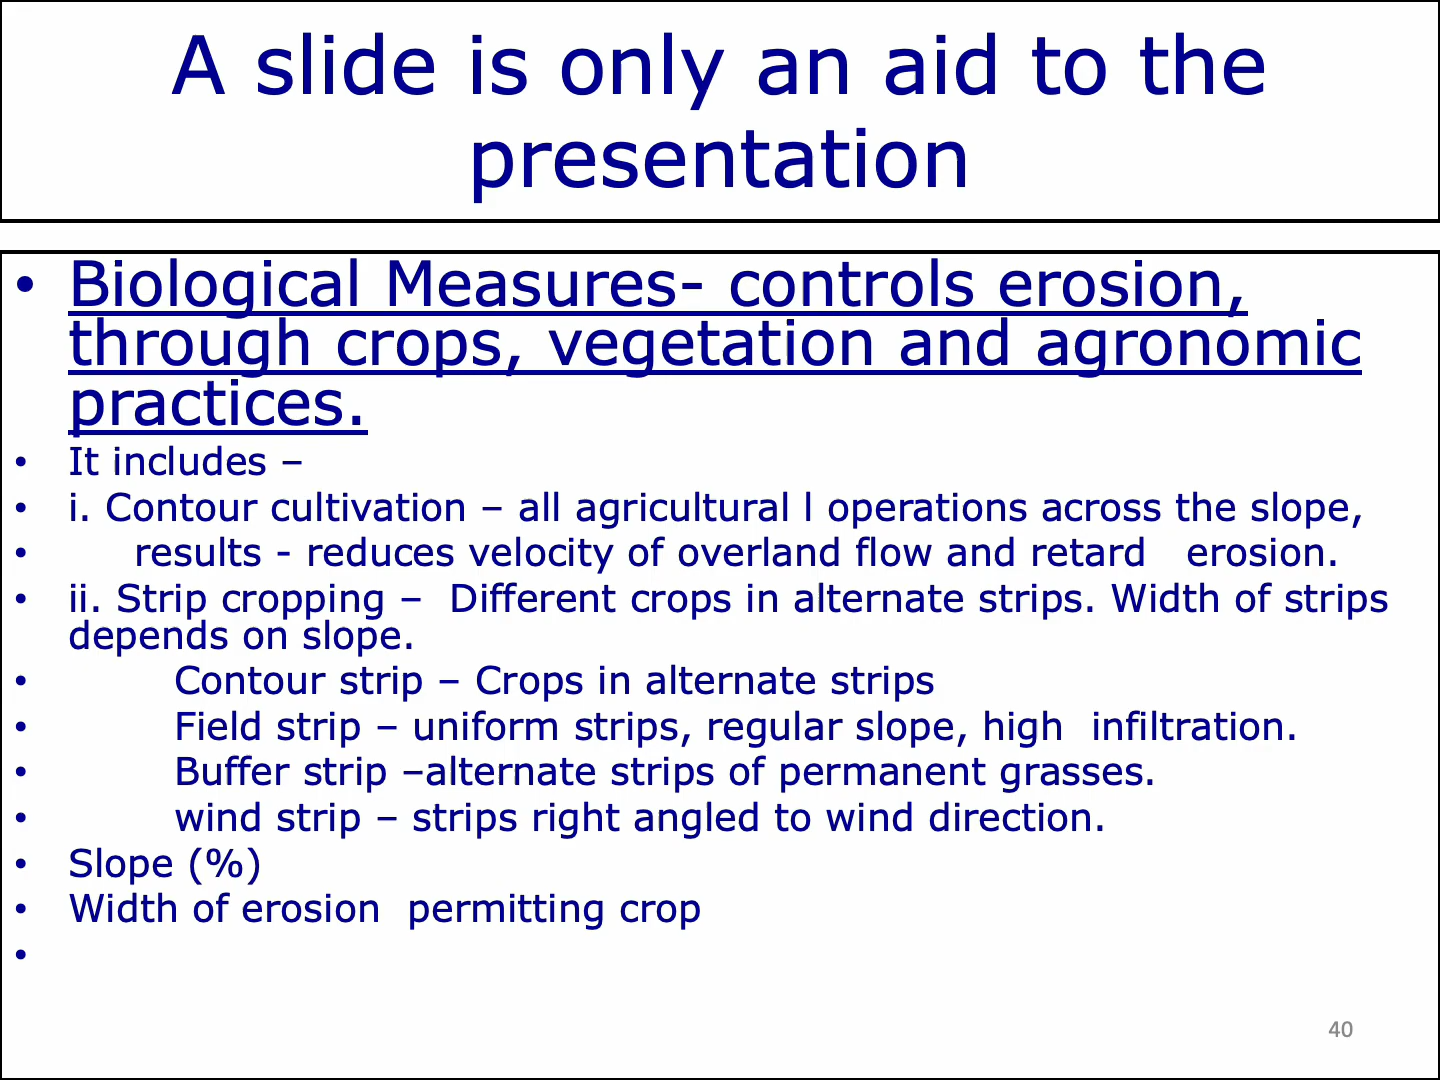 A slide is only an aid to the
presentation
• Biological Measures- controls erosion,
through crops, vegetation and agronomic
practices.
• It includes –
• i. Contour cultivation – all agricultural l operations across the slope,
• results - reduces velocity of overland flow and retard erosion.
• ii. Strip cropping – Different crops in alternate strips. Width of strips
depends on slope.
• Contour strip – Crops in alternate strips
• Field strip – uniform strips, regular slope, high infiltration.
• Buffer strip –alternate strips of permanent grasses.
• wind strip – strips right angled to wind direction.
• Slope (%)
• Width of erosion permitting crop
•
40